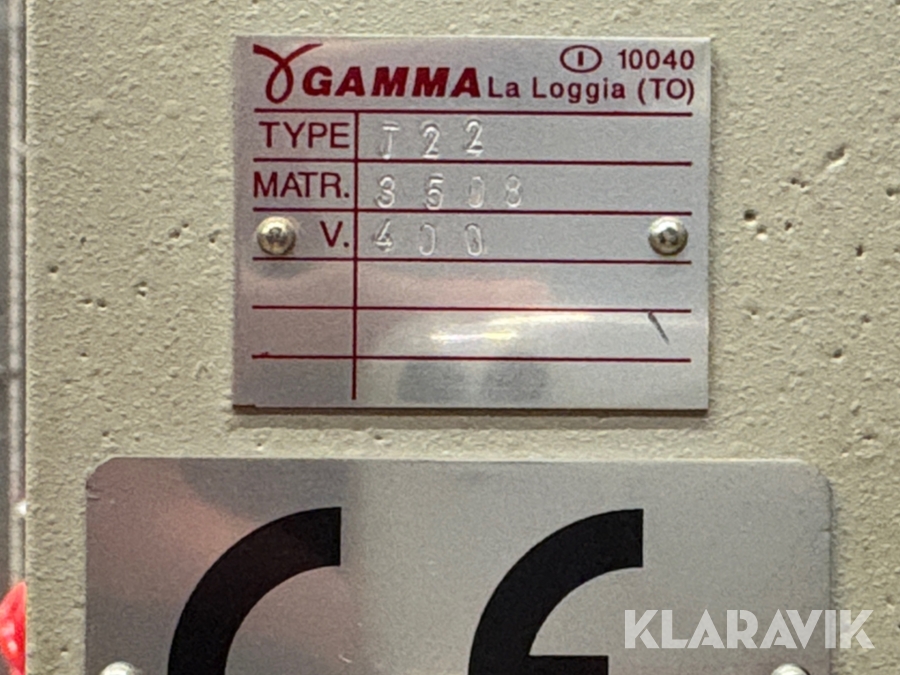 GAMMA I 10040
La Loggia (TO)
TYPE T22
MATR. 3508
V. 400
CE
KLARAVIK